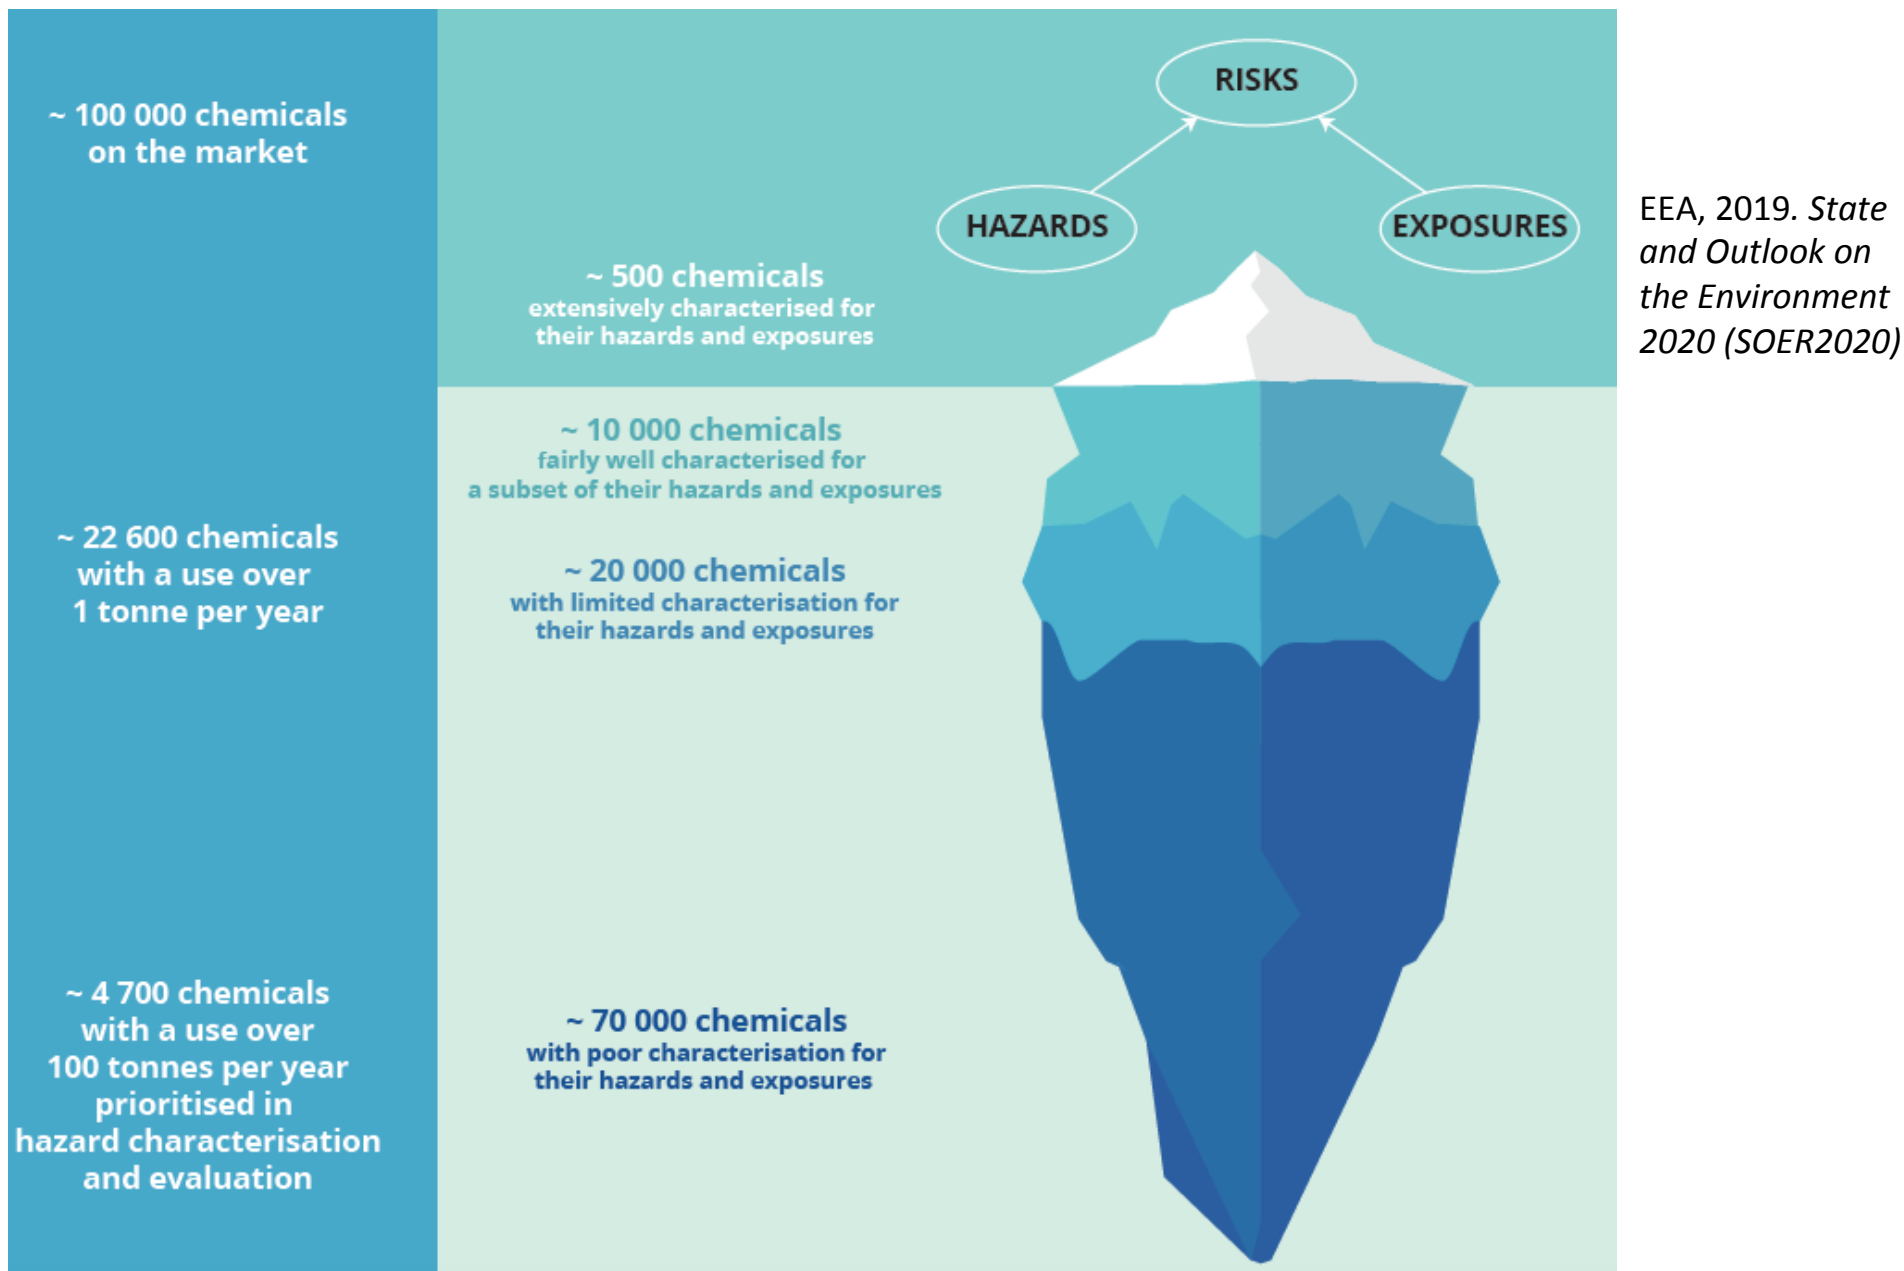 ~ 100 000 chemicals
on the market
~ 22 600 chemicals
with a use over
1 tonne per year
~ 4 700 chemicals
with a use over
100 tonnes per year
prioritised in
hazard characterisation
and evaluation
RISKS
HAZARDS
EXPOSURES
~ 500 chemicals
extensively characterised for
their hazards and exposures
~ 10 000 chemicals
fairly well characterised for
a subset of their hazards and exposures
~ 20 000 chemicals
with limited characterisation for
their hazards and exposures
~ 70 000 chemicals
with poor characterisation for
their hazards and exposures
EEA, 2019. State
and Outlook on
the Environment
2020 (SOER2020)